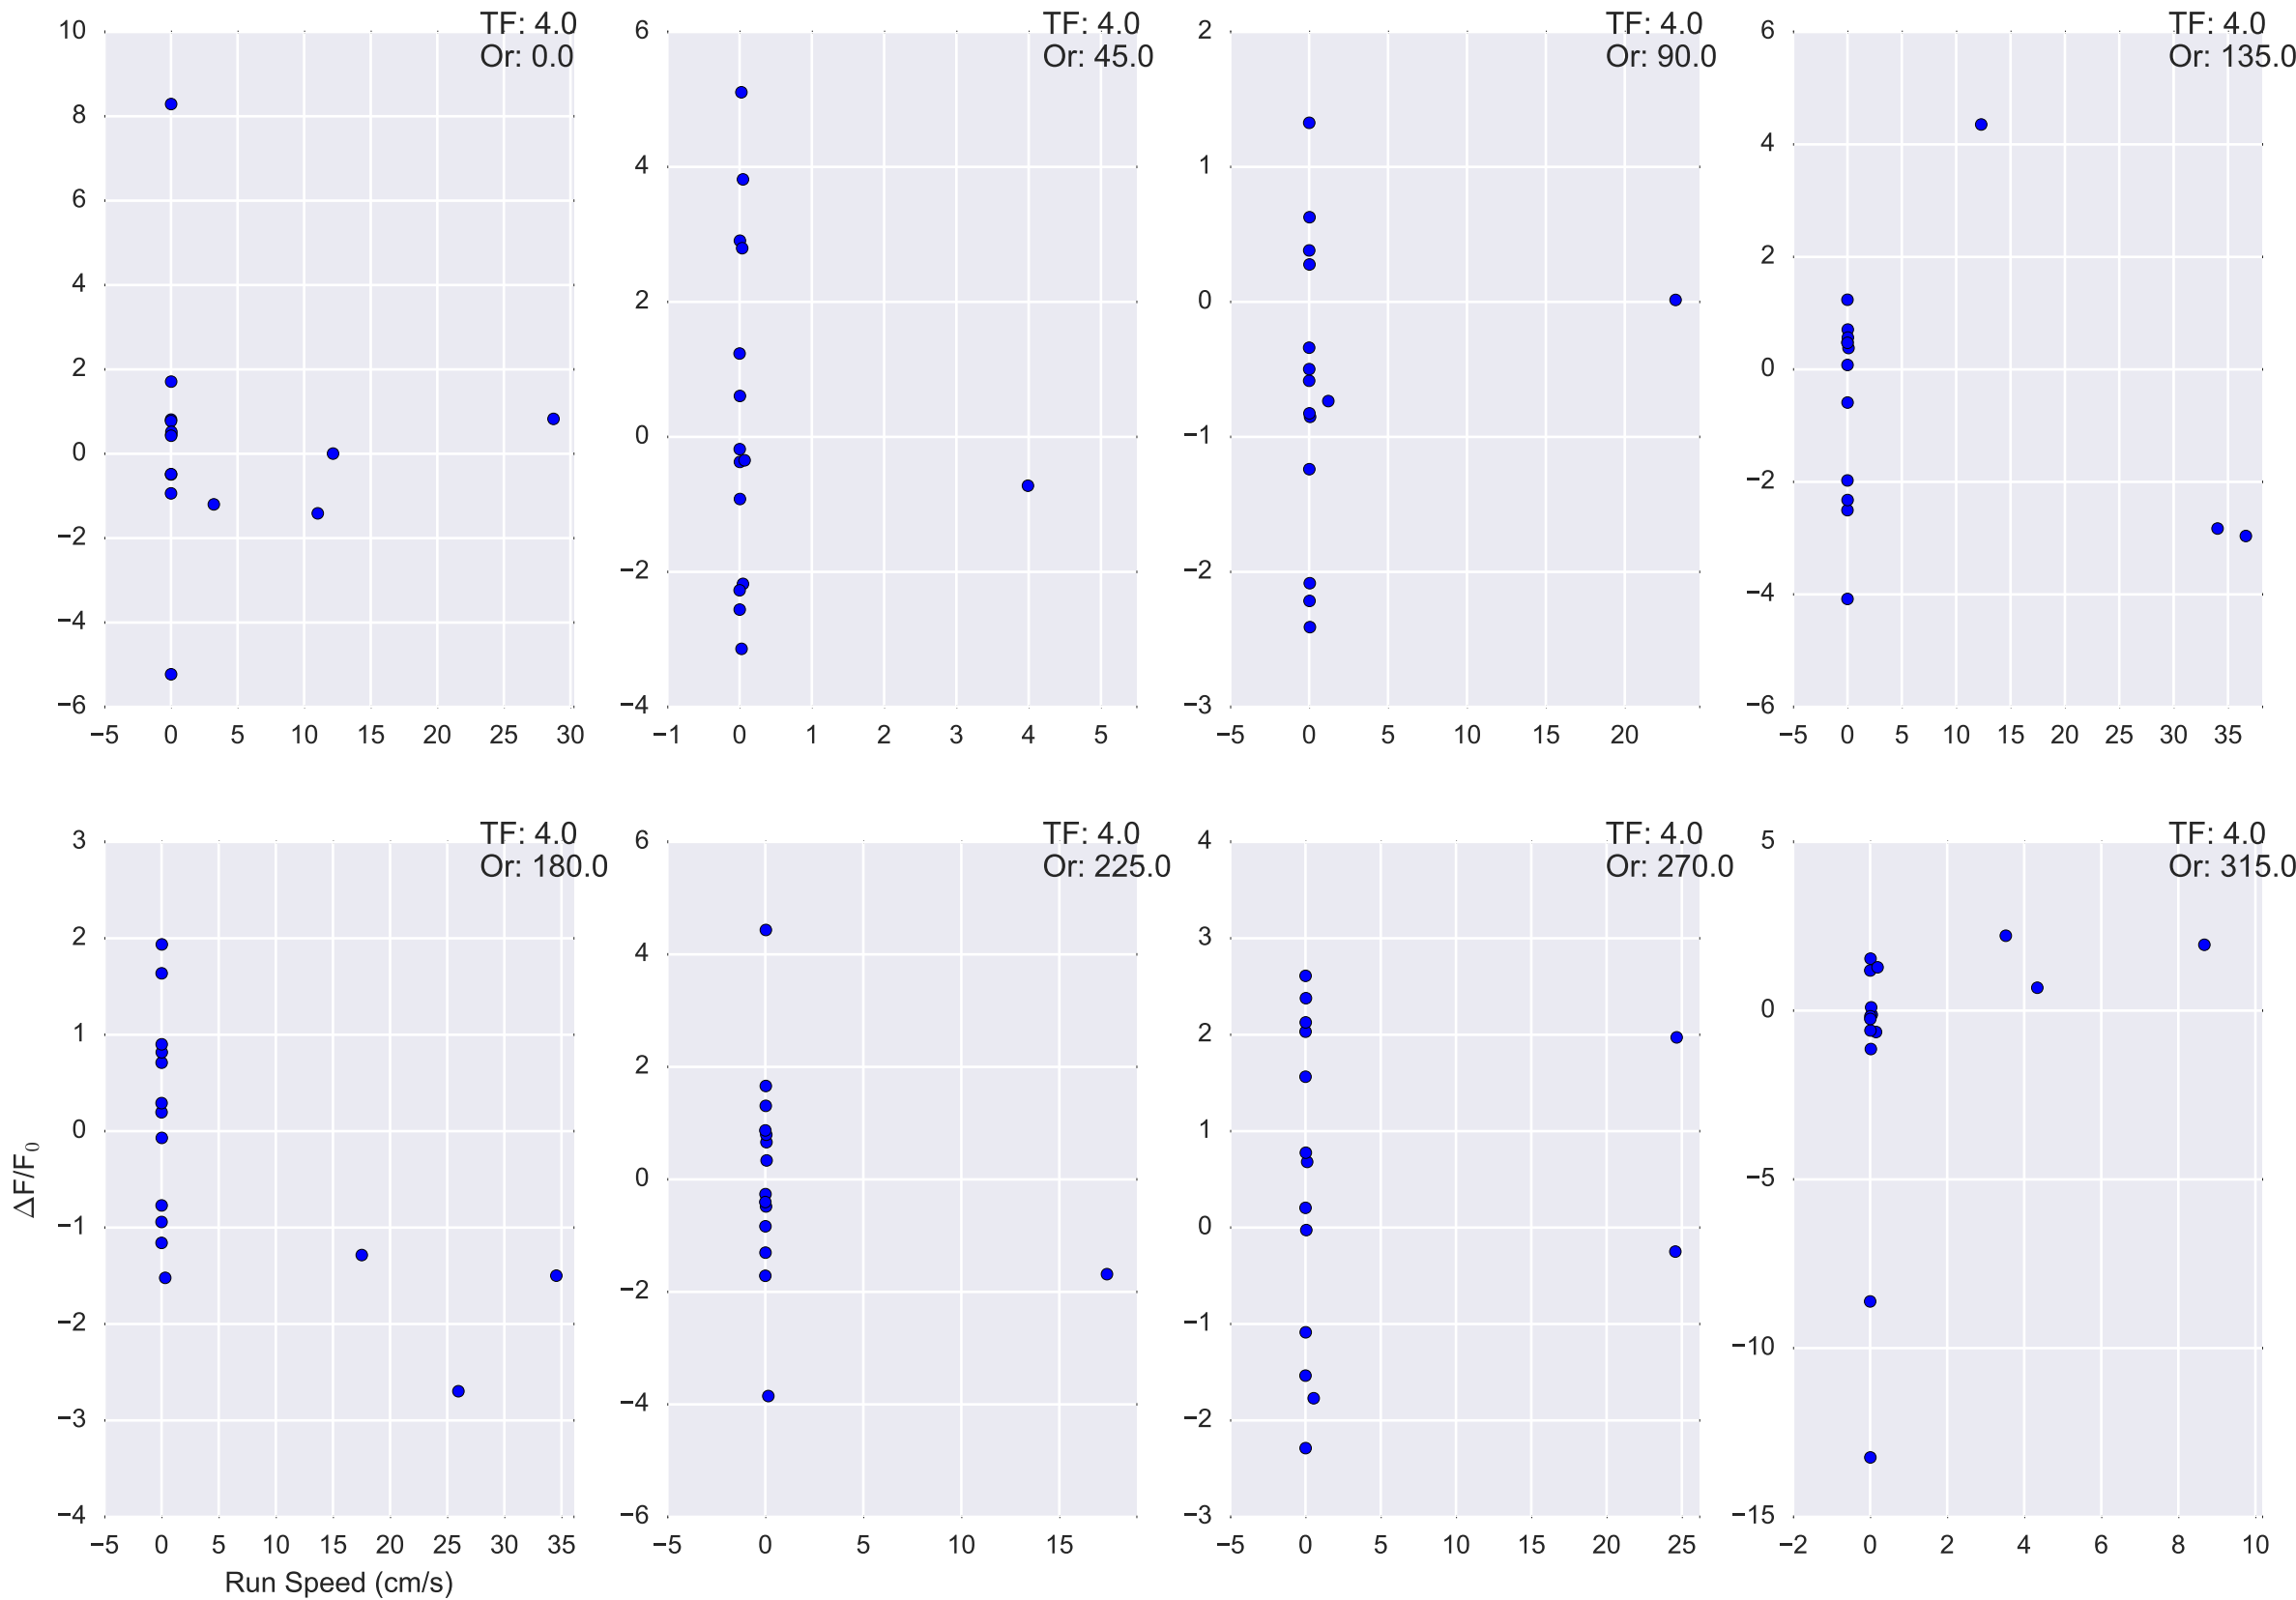 TF: 4.0
Or: 0.0
10
8
6
4
2
0
−2
−4
−6
−5 0 5 10 15 20 25 30
TF: 4.0
Or: 45.0
6
4
2
0
−2
−4
−1 0 1 2 3 4 5
TF: 4.0
Or: 90.0
2
1
0
−1
−2
−3
−5 0 5 10 15 20
TF: 4.0
Or: 135.0
6
4
2
0
−2
−4
−6
−5 0 5 10 15 20 25 30 35
TF: 4.0
Or: 180.0
3
2
1
0
−1
−2
−3
−4
ΔF/F₀
−5 0 5 10 15 20 25 30 35
Run Speed (cm/s)
TF: 4.0
Or: 225.0
6
4
2
0
−2
−4
−6
−5 0 5 10 15
TF: 4.0
Or: 270.0
4
3
2
1
0
−1
−2
−3
−5 0 5 10 15 20 25
TF: 4.0
Or: 315.0
5
0
−5
−10
−15
−2 0 2 4 6 8 10